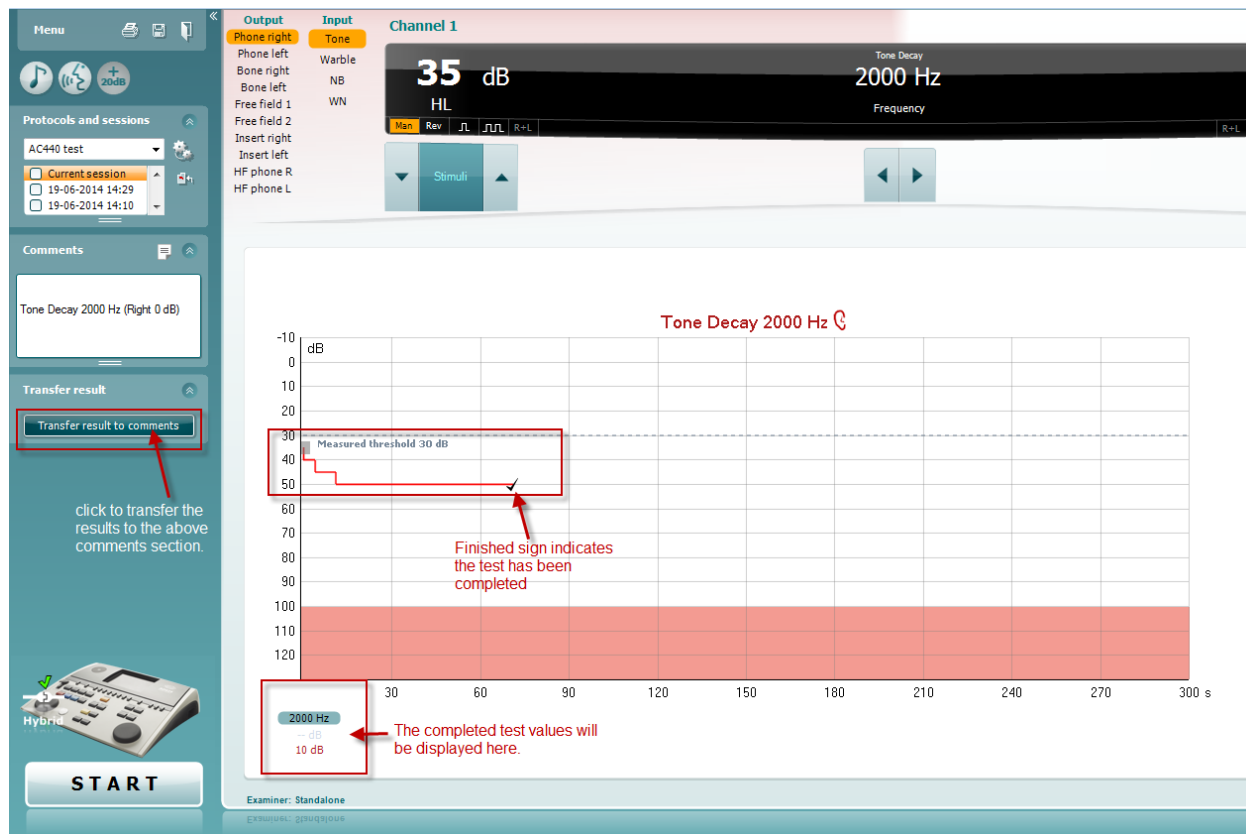 Menu
«
20dB
Protocols and sessions
AC440 test
Current session
19-06-2014 14:29
19-06-2014 14:10
Comments
Tone Decay 2000 Hz (Right 0 dB)
Transfer result
Transfer result to comments
click to transfer the
results to the above
comments section.
Hybrid
START
Output
Phone right
Phone left
Bone right
Bone left
Free field 1
Free field 2
Insert right
Insert left
HF phone R
HF phone L
Input
Tone
Warble
NB
WN
Channel 1
35 dB
HL
Man Rev R+L
Tone Decay
2000 Hz
Frequency
R+L
Stimuli
Tone Decay 2000 Hz
dB
-10
0
10
20
30
40
50
60
70
80
90
100
110
120
Measured threshold 30 dB
Finished sign indicates
the test has been
completed
30 60 90 120 150 180 210 240 270 300 s
2000 Hz
-- dB
10 dB
The completed test values will
be displayed here.
Examiner: Standalone